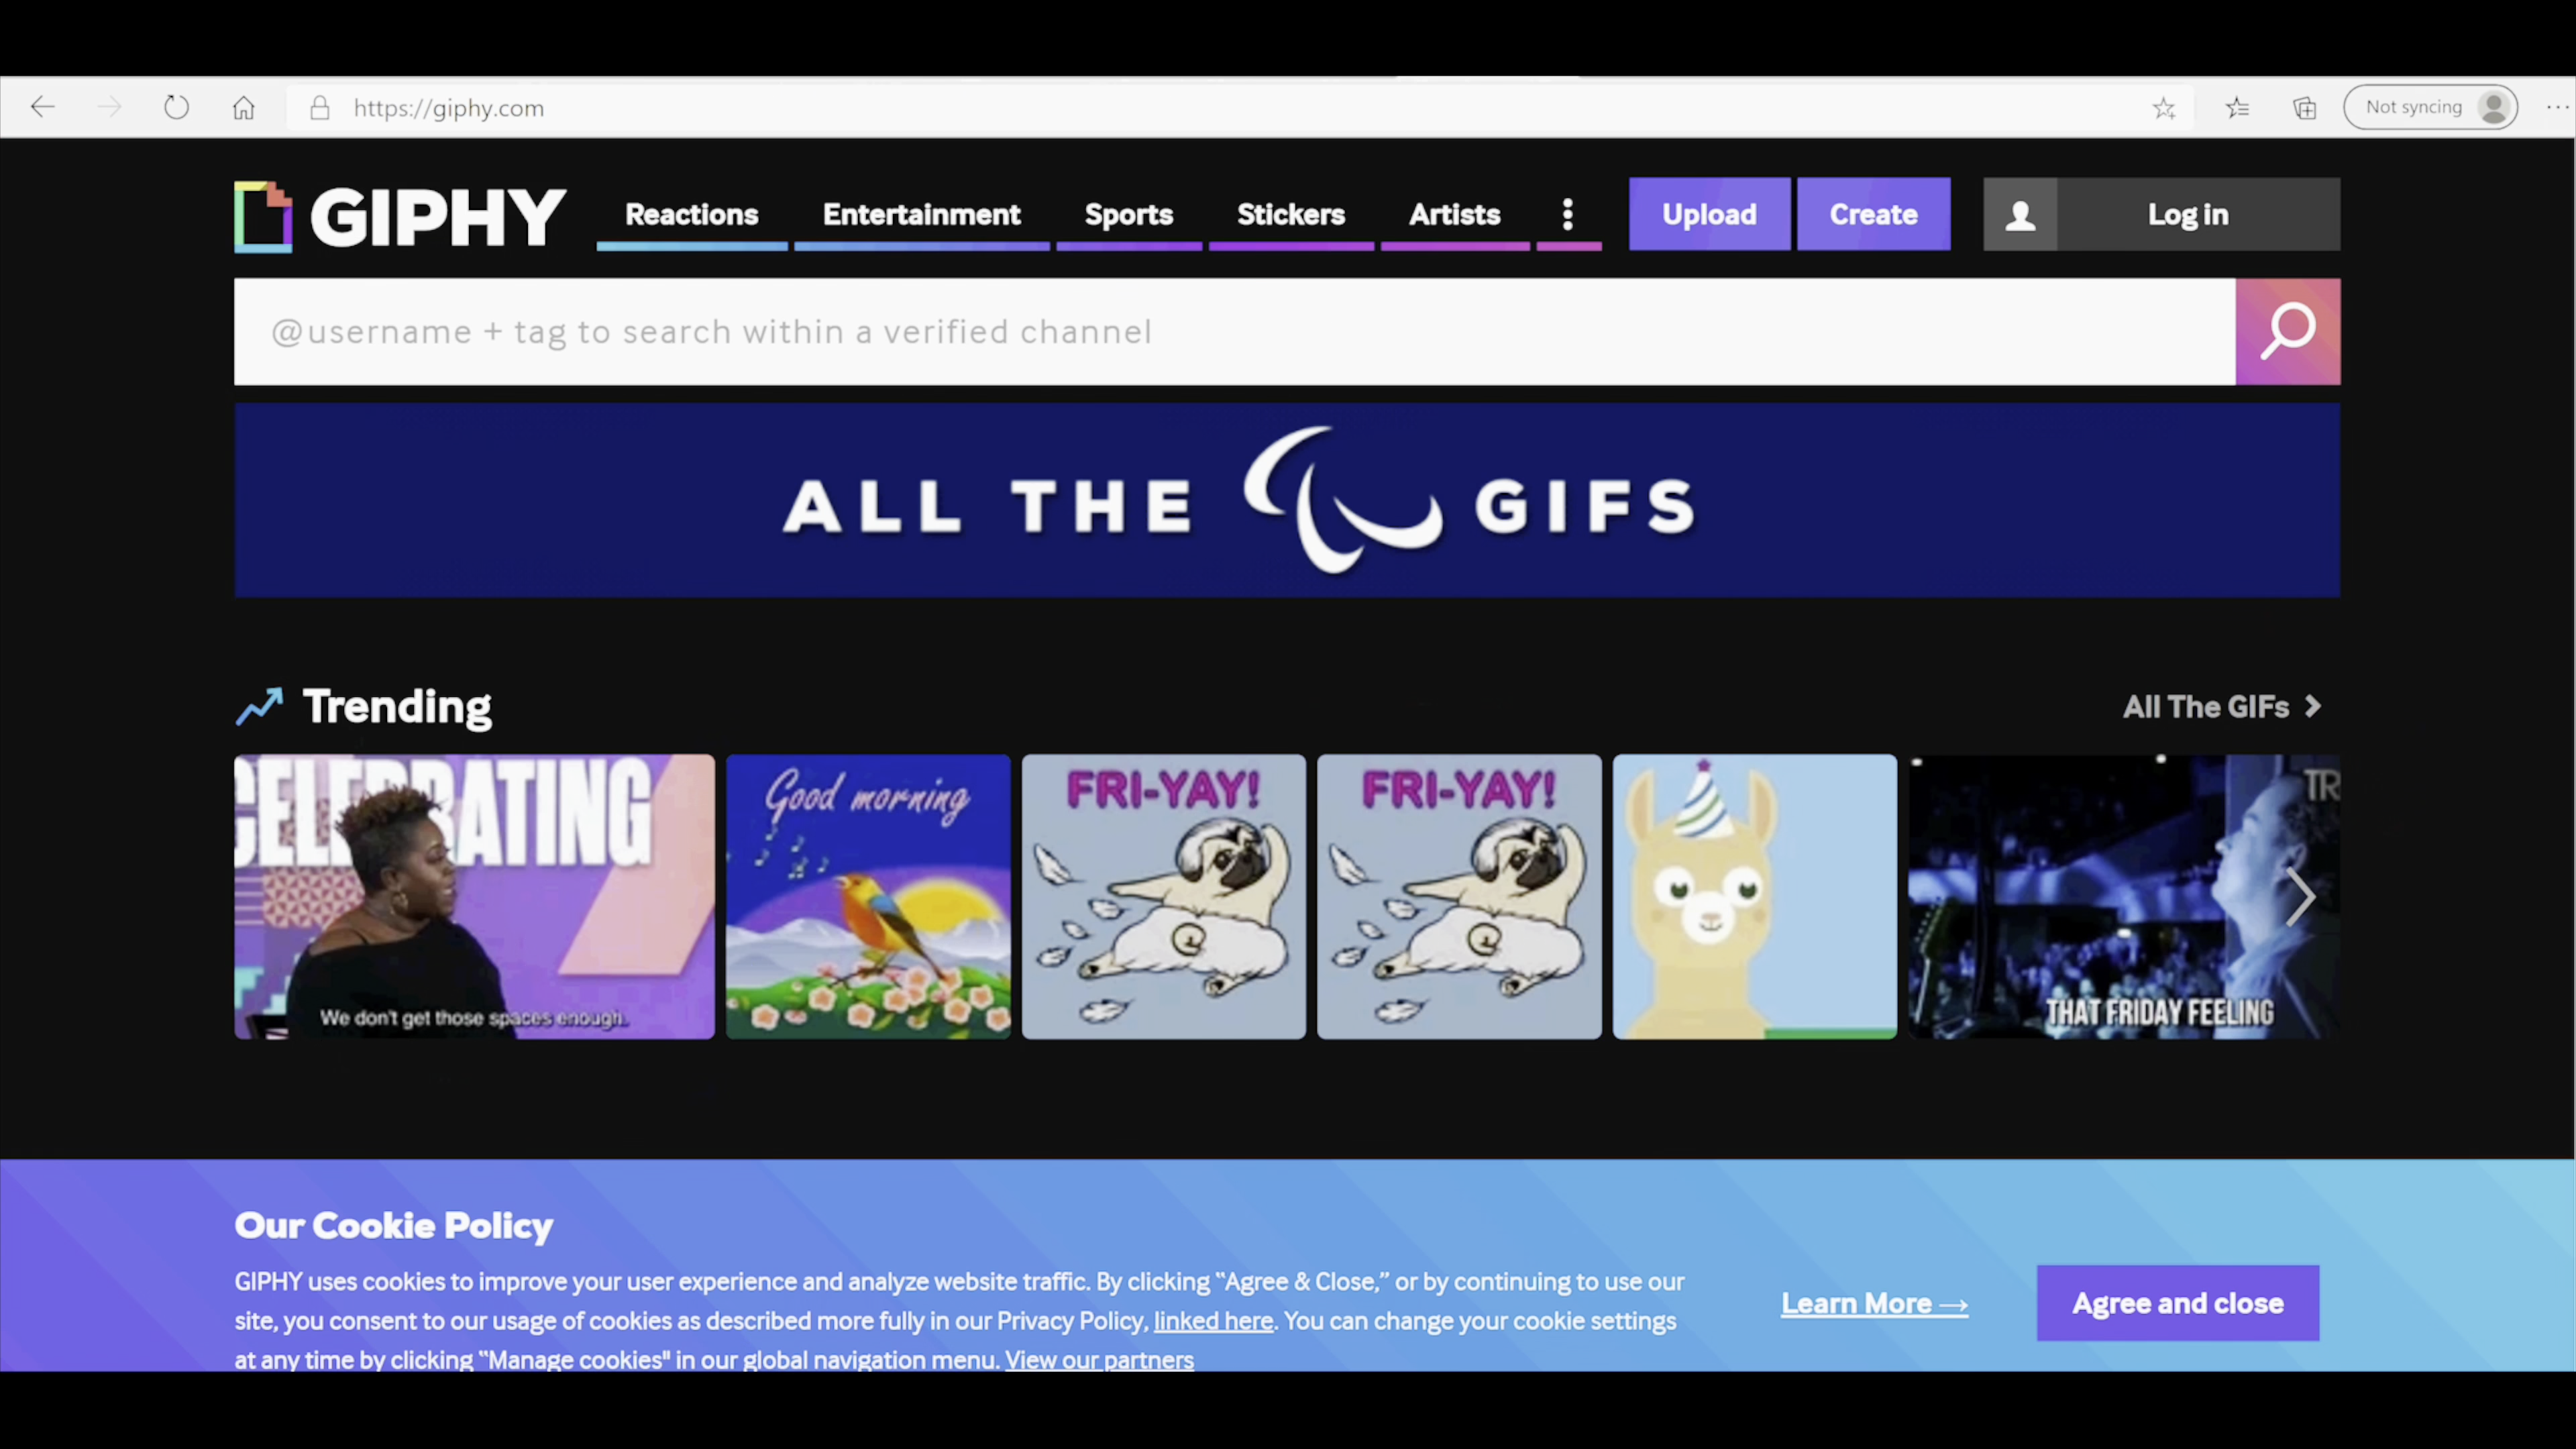 https://giphy.com
Not syncing
GIPHY
Reactions
Entertainment
Sports
Stickers
Artists
Upload
Create
Log in
@username + tag to search within a verified channel
ALL THE GIFS
Trending
All The GIFs
CELEBRATING
We don't get those spaces enough.
Good morning
FRI-YAY!
FRI-YAY!
TR
THAT FRIDAY FEELING
Our Cookie Policy
GIPHY uses cookies to improve your user experience and analyze website traffic. By clicking “Agree & Close,” or by continuing to use our
site, you consent to our usage of cookies as described more fully in our Privacy Policy, linked here. You can change your cookie settings
at any time by clicking “Manage cookies" in our global navigation menu. View our partners
Learn More →
Agree and close